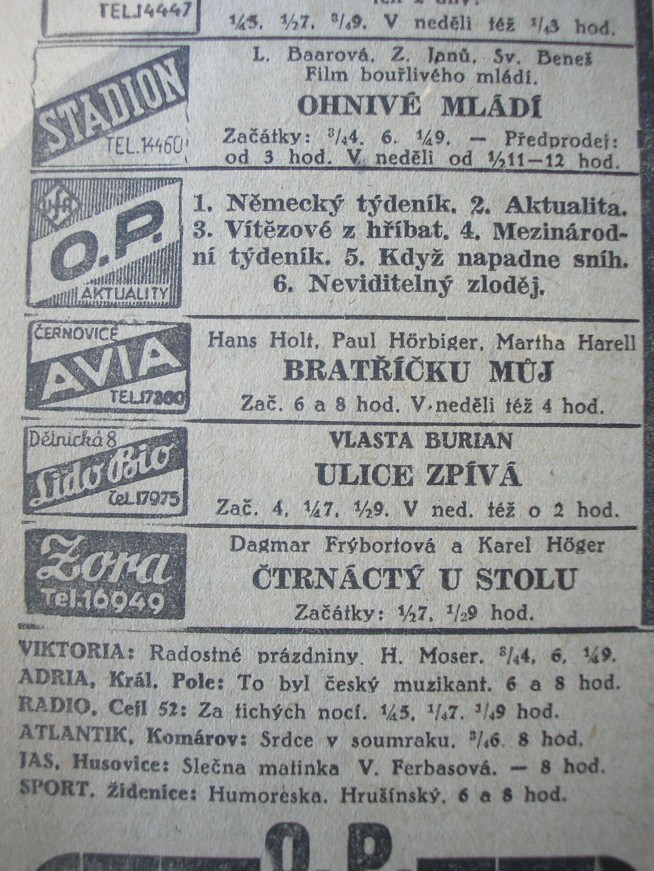 TEL.14447
¼5, ½7, ¾9. V neděli též ¼3 hod.
STADION
TEL.14460
L. Baarová, Z. Janů, Sv. Beneš
Film bouřlivého mládí.
OHNIVÉ MLÁDÍ
Začátky: ¾4, 6, ¼9. — Předprodej:
od 3 hod. V neděli od ½11—12 hod.
UFA
O.P.
AKTUALITY
1. Německý týdeník. 2. Aktualita.
3. Vítězové z hříbat. 4. Mezinárod-
ní týdeník. 5. Když napadne sníh.
6. Neviditelný zloděj.
ČERNOVICE
AVIA
TEL.17300
Hans Holt, Paul Hörbiger, Martha Harell
BRATŘÍČKU MŮJ
Zač. 6 a 8 hod. V neděli též 4 hod.
Dělnická 8
Lido Bio
tel.17975
VLASTA BURIAN
ULICE ZPÍVÁ
Zač. 4, ¼7, ½9. V ned. též o 2 hod.
Zora
Tel.16949
Dagmar Frýbortová a Karel Höger
ČTRNÁCTÝ U STOLU
Začátky: ½7, ½9 hod.
VIKTORIA: Radostné prázdniny. H. Moser. ¾4, 6, ¼9.
ADRIA, Král. Pole: To byl český muzikant. 6 a 8 hod.
RADIO, Cejl 52: Za tichých nocí. ¼5, ¼7, ¼9 hod.
ATLANTIK, Komárov: Srdce v soumraku. ¾6, 8 hod.
JAS, Husovice: Slečna matinka V. Ferbasová. — 8 hod.
SPORT. Židenice: Humoreska. Hrušínský. 6 a 8 hod.
O.P.